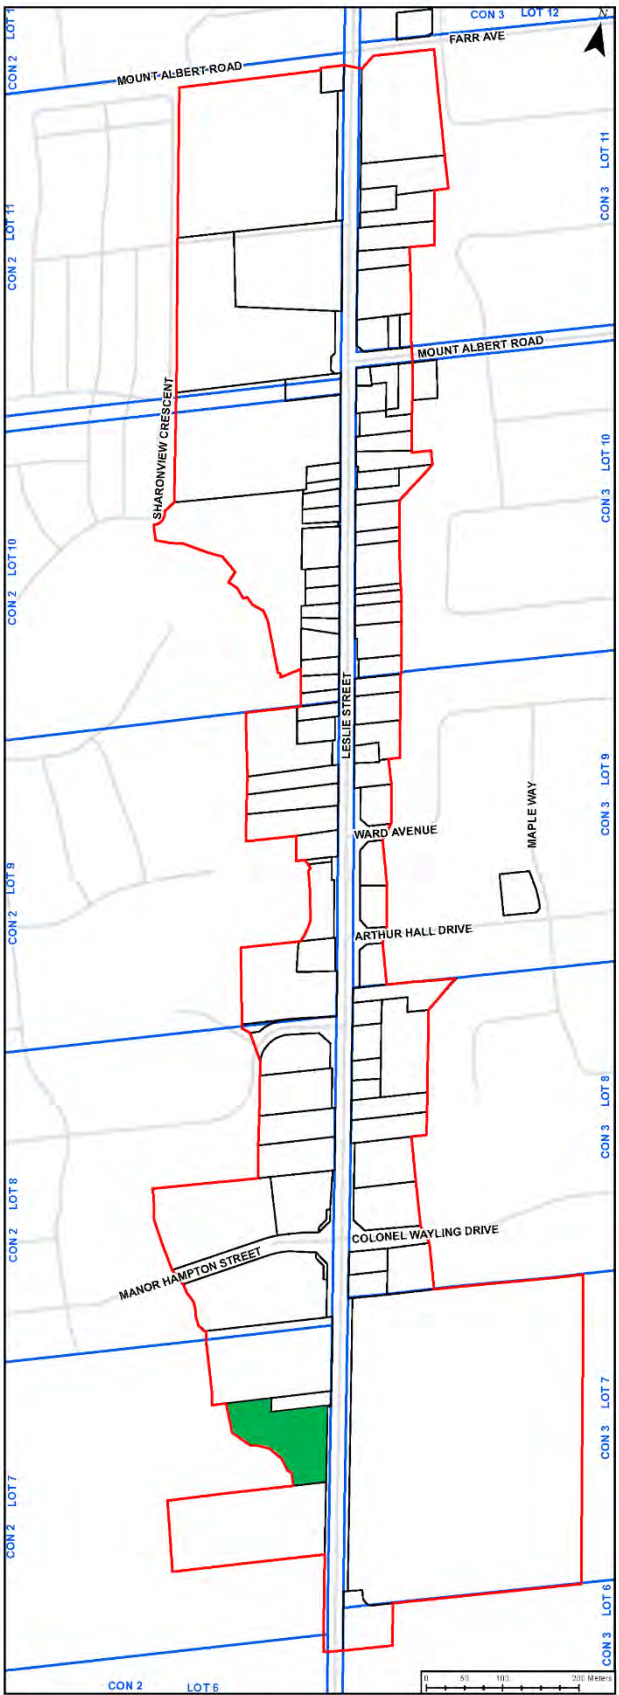 CON 3 LOT 12
N
FARR AVE
CON 2 LOT 1
MOUNT ALBERT ROAD
CON 3 LOT 11
CON 2 LOT 11
MOUNT ALBERT ROAD
SHARONVIEW CRESCENT
CON 3 LOT 10
CON 2 LOT 10
LESLIE STREET
CON 3 LOT 9
MAPLE WAY
WARD AVENUE
CON 2 LOT 9
ARTHUR HALL DRIVE
CON 3 LOT 8
CON 2 LOT 8
COLONEL WAYLING DRIVE
MANOR HAMPTON STREET
CON 3 LOT 7
CON 2 LOT 7
CON 3 LOT 6
CON 2 LOT 6
0 50 100 200 Meters